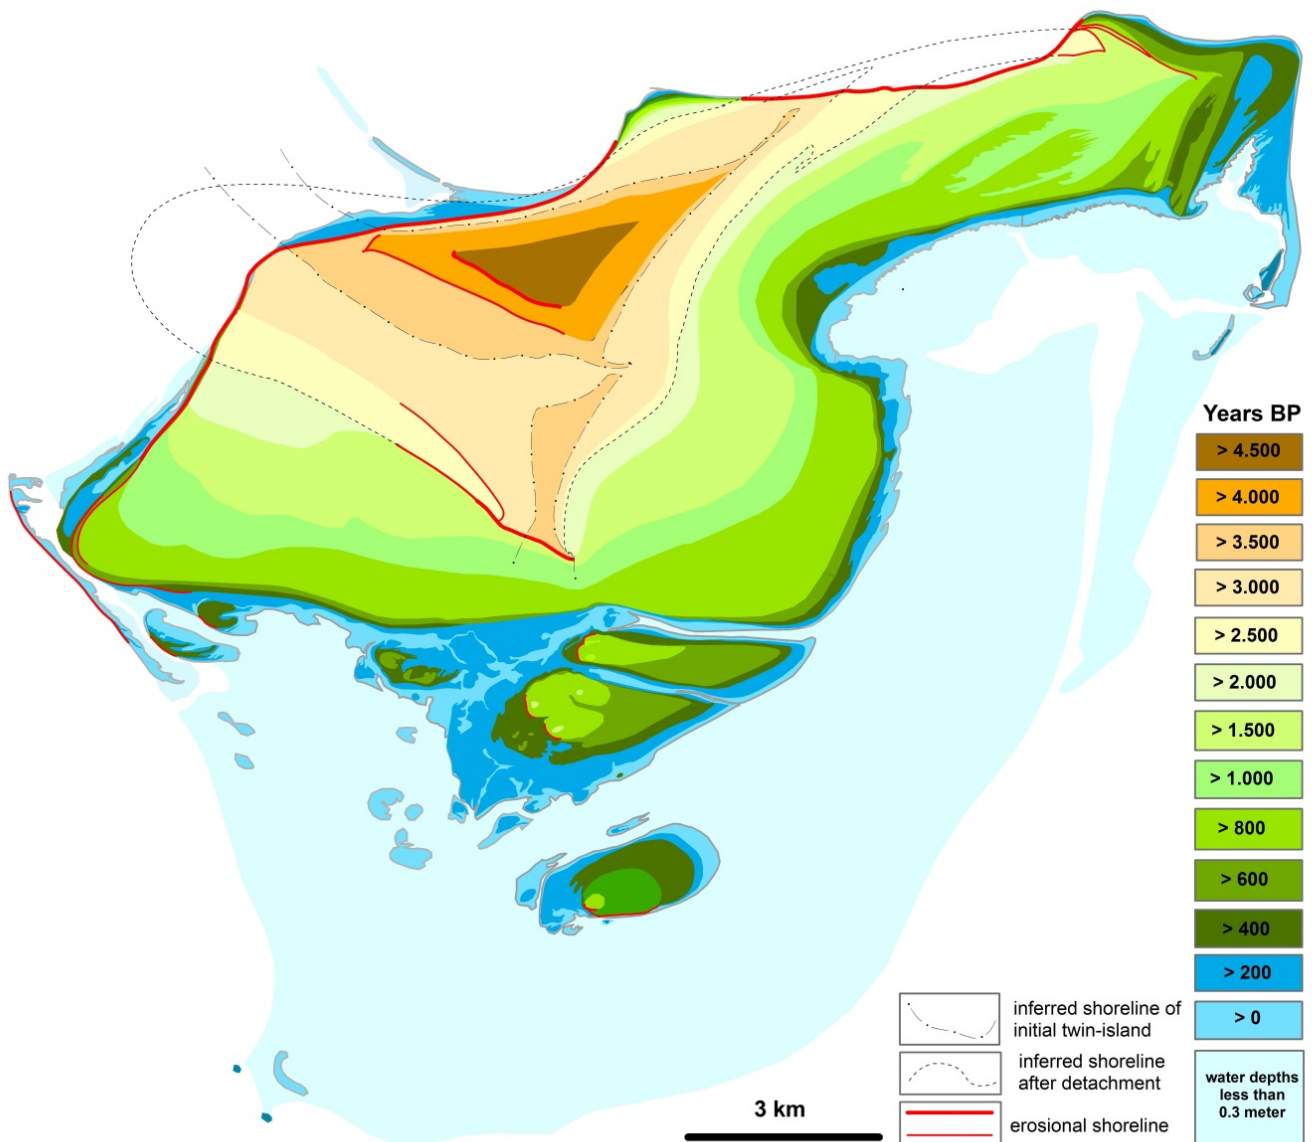 Years BP
> 4.500
> 4.000
> 3.500
> 3.000
> 2.500
> 2.000
> 1.500
> 1.000
> 800
> 600
> 400
> 200
> 0
water depths
less than
0.3 meter
inferred shoreline of
initial twin-island
inferred shoreline
after detachment
erosional shoreline
3 km